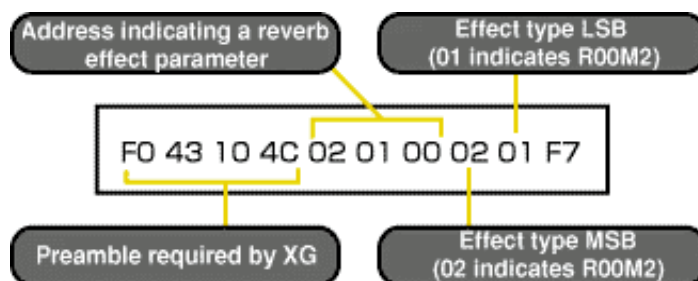 Address indicating a reverb
effect parameter
Effect type LSB
(01 indicates R00M2)
F0 43 10 4C 02 01 00 02 01 F7
Preamble required by XG
Effect type MSB
(02 indicates R00M2)